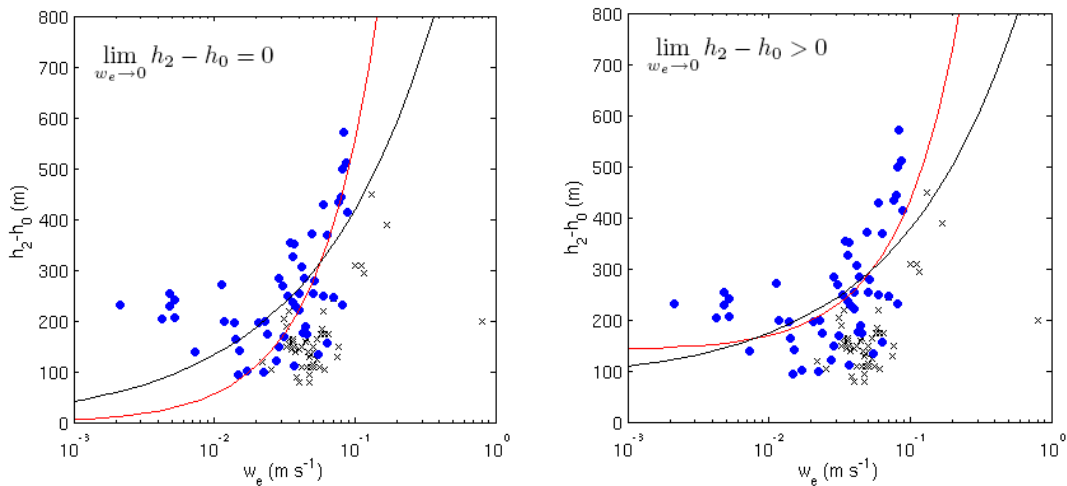 800
700
600
500
400
300
200
100
0
h₂-h₀ (m)
lim h₂ − h₀ = 0
wₑ→0
10⁻³ 10⁻² 10⁻¹ 10⁰
wₑ (m s⁻¹)
800
700
600
500
400
300
200
100
0
h₂-h₀ (m)
lim h₂ − h₀ > 0
wₑ→0
10⁻³ 10⁻² 10⁻¹ 10⁰
wₑ (m s⁻¹)